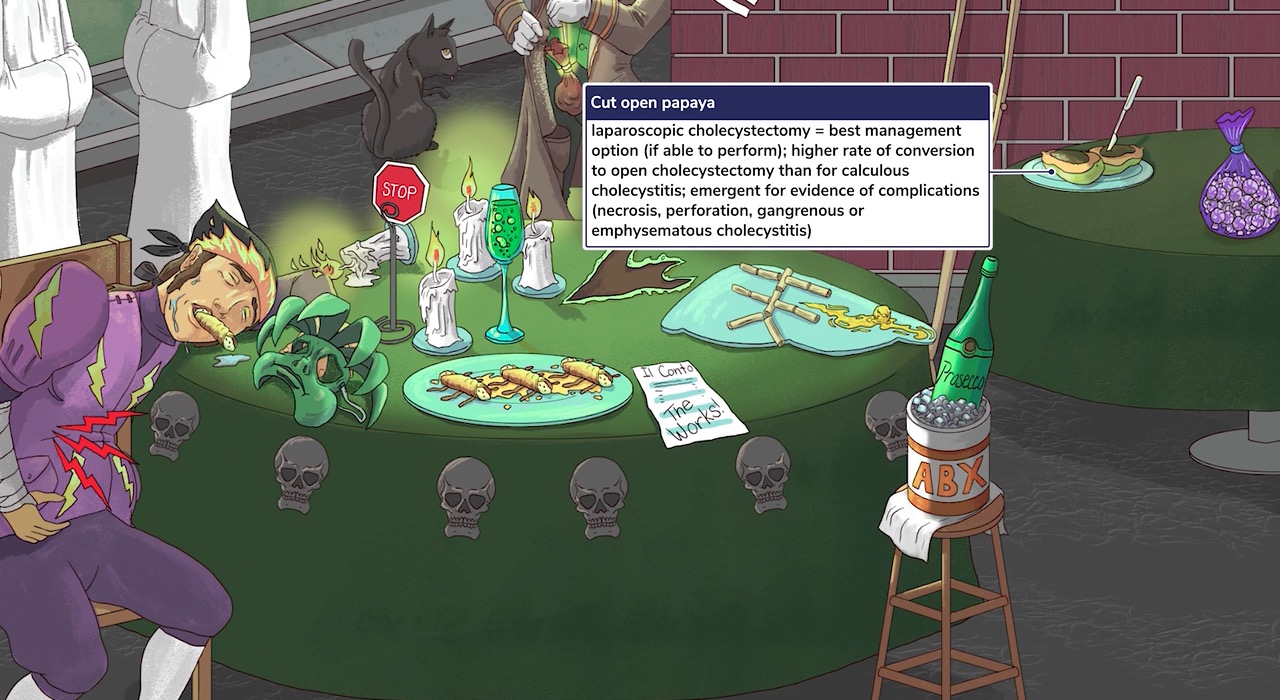 Cut open papaya
laparoscopic cholecystectomy = best management
option (if able to perform); higher rate of conversion
to open cholecystectomy than for calculous
cholecystitis; emergent for evidence of complications
(necrosis, perforation, gangrenous or
emphysematous cholecystitis)
STOP
Prosecco
Il Conto
The
Works!
ABX